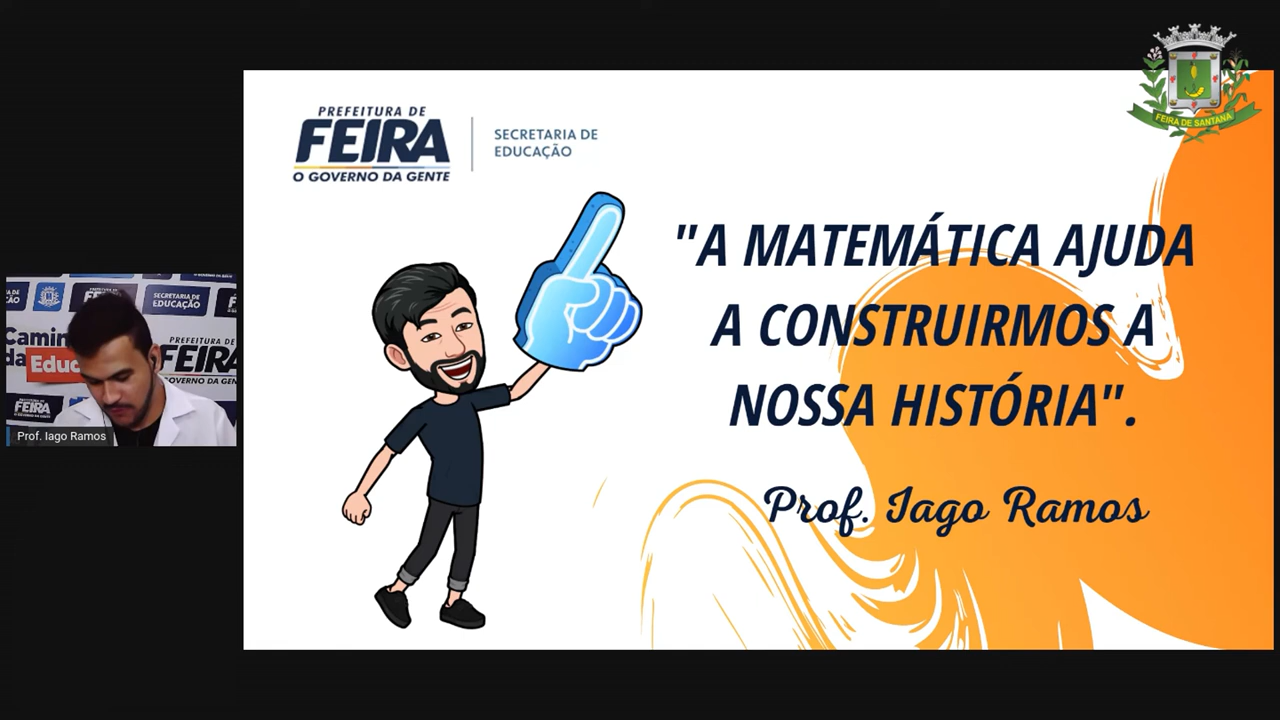 FEIRA DE SANTANA
PREFEITURA DE
FEIRA
O GOVERNO DA GENTE
SECRETARIA DE
EDUCAÇÃO
"A MATEMÁTICA AJUDA
A CONSTRUIRMOS A
NOSSA HISTÓRIA".
Prof. Iago Ramos
SECRETARIA DE
EDUCAÇÃO
PREFEITURA DE
FEIRA
GOVERNO DA GENTE
FEIRA
Prof. Iago Ramos